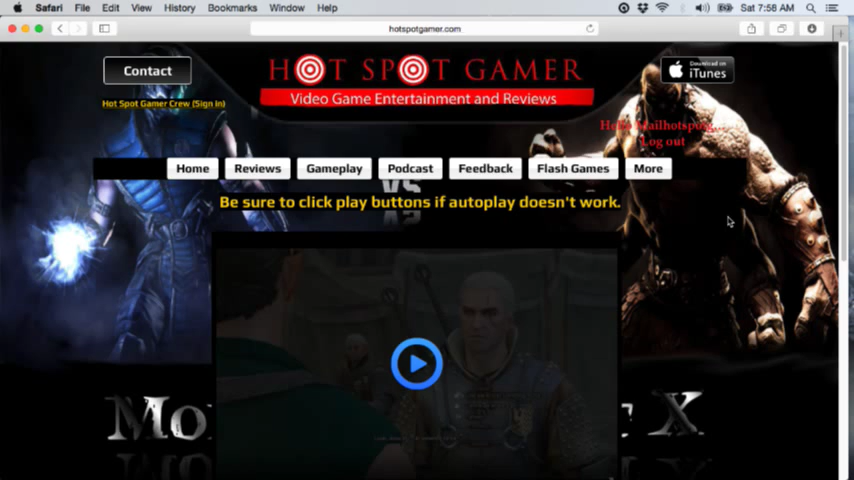 Safari File Edit View History Bookmarks Window Help Sat 7:56 AM
hotspotgamer.com
Contact
HOT SPOT GAMER
Download on
iTunes
Video Game Entertainment and Reviews
Hot Spot Gamer Crew (Sign In)
Log out
Home Reviews Gameplay Podcast Feedback Flash Games More
VS
Be sure to click play buttons if autoplay doesn't work.
Mo
X